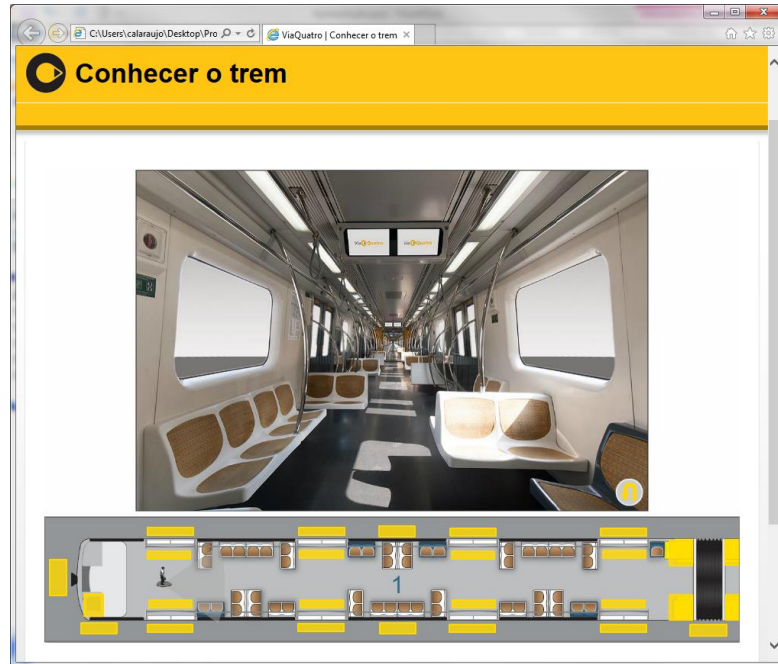 C:\Users\calaraujo\Desktop\Pro
ViaQuatro | Conhecer o trem
Conhecer o trem
ViaQuatro ViaQuatro
1